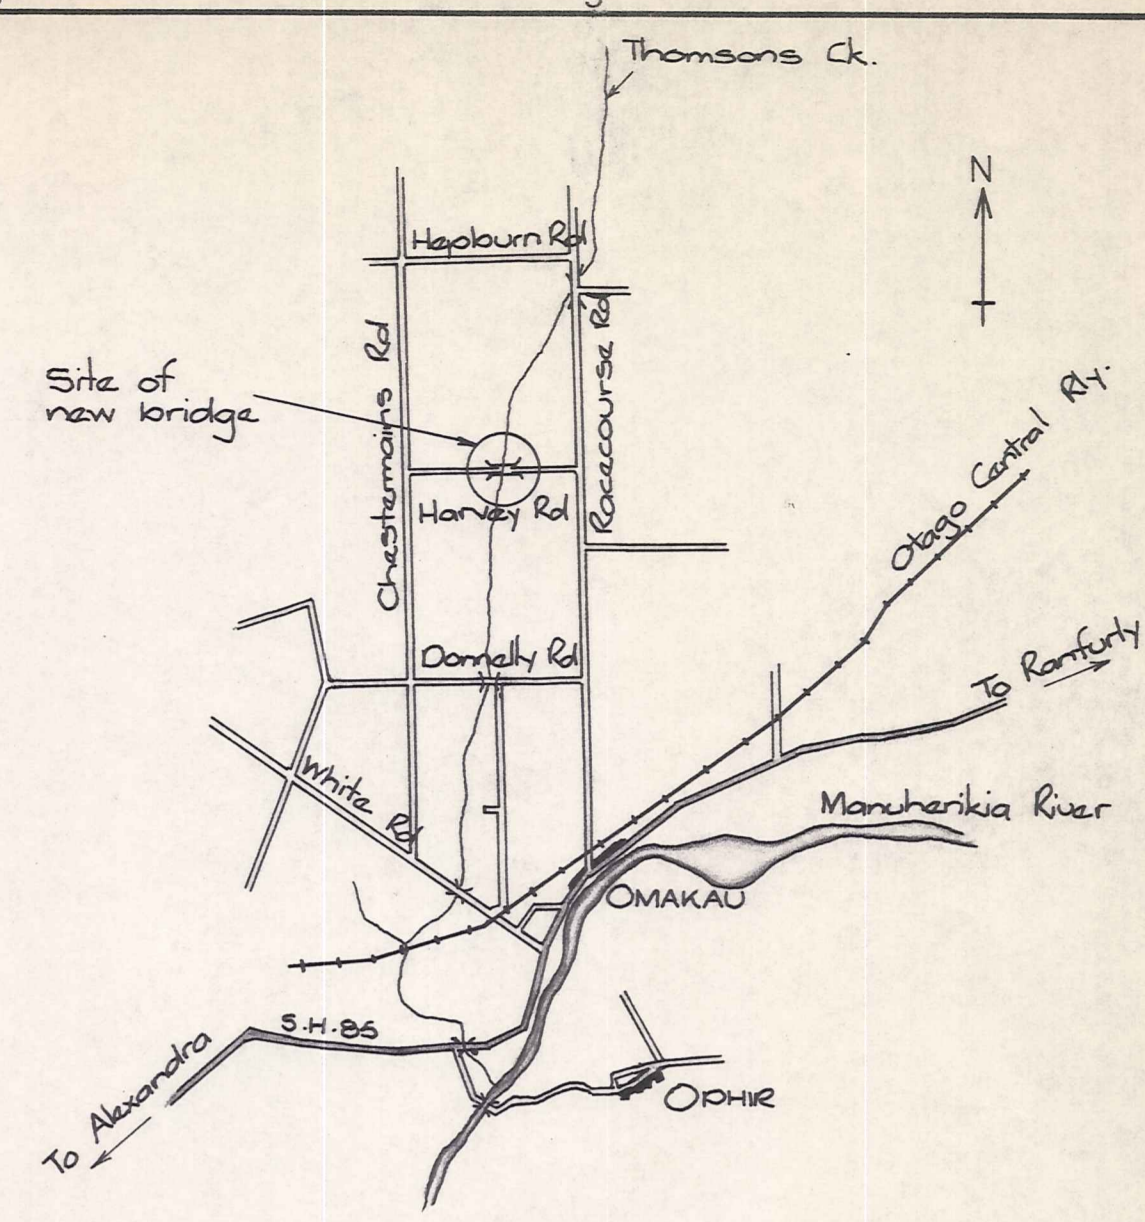 Thomsons Ck.
N
Hepburn Rd
Chestermains Rd
Racecourse Rd
Site of
new bridge
Harvey Rd
Otago Central Rly.
Donnelly Rd
To Ranfurly
White Rd
Manuherikia River
OMAKAU
S.H.85
To Alexandra
OPHIR